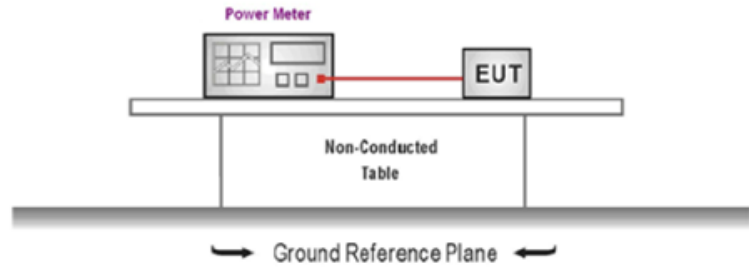 Power Meter
EUT
Non-Conducted
Table
Ground Reference Plane